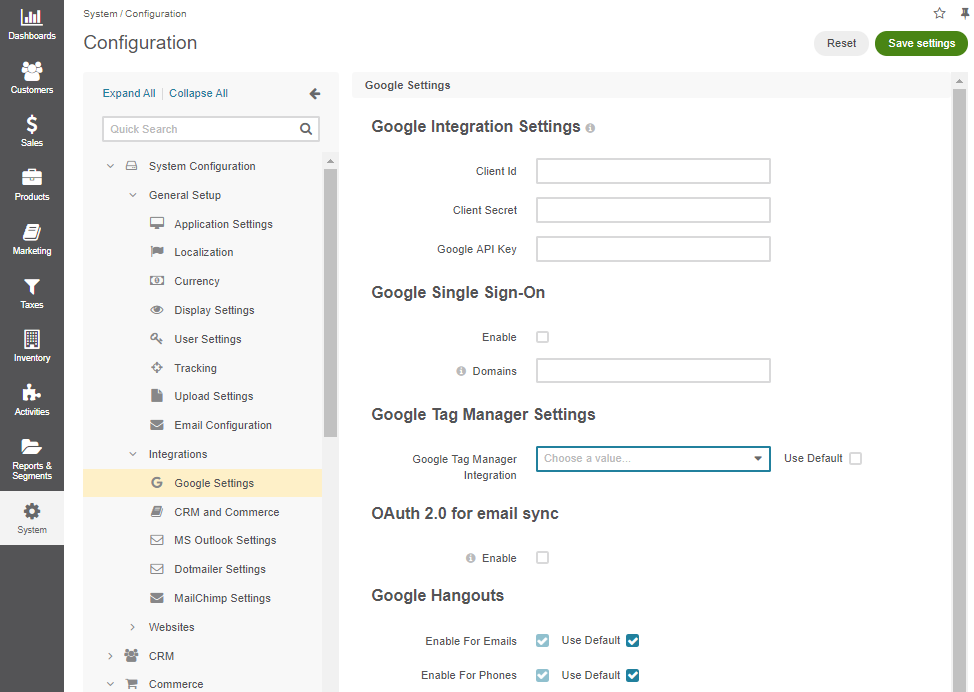 Dashboards
Customers
Sales
Products
Marketing
Taxes
Inventory
Activities
Reports &
Segments
System
System / Configuration
Configuration
Reset
Save settings
Expand All | Collapse All
Quick Search
System Configuration
General Setup
Application Settings
Localization
Currency
Display Settings
User Settings
Tracking
Upload Settings
Email Configuration
Integrations
Google Settings
CRM and Commerce
MS Outlook Settings
Dotmailer Settings
MailChimp Settings
Websites
CRM
Commerce
Google Settings
Google Integration Settings
Client Id
Client Secret
Google API Key
Google Single Sign-On
Enable
Domains
Google Tag Manager Settings
Google Tag Manager
Integration
Choose a value...
Use Default
OAuth 2.0 for email sync
Enable
Google Hangouts
Enable For Emails
Use Default
Enable For Phones
Use Default